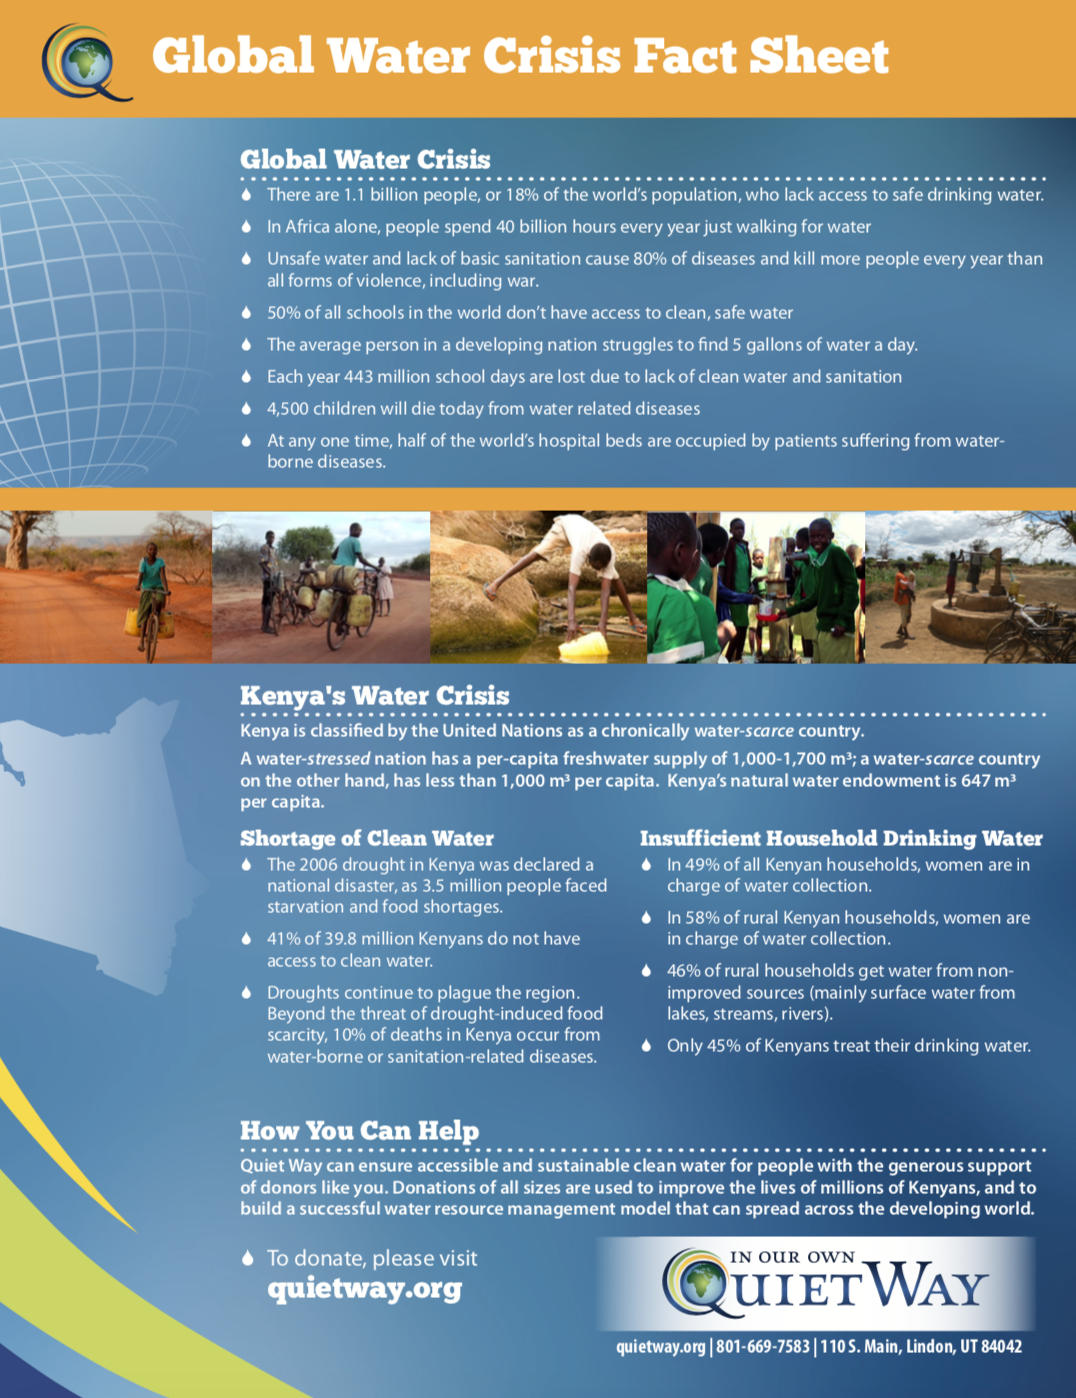 Global Water Crisis Fact Sheet
Global Water Crisis
There are 1.1 billion people, or 18% of the world's population, who lack access to safe drinking water.
In Africa alone, people spend 40 billion hours every year just walking for water
Unsafe water and lack of basic sanitation cause 80% of diseases and kill more people every year than
all forms of violence, including war.
50% of all schools in the world don't have access to clean, safe water
The average person in a developing nation struggles to find 5 gallons of water a day.
Each year 443 million school days are lost due to lack of clean water and sanitation
4,500 children will die today from water related diseases
At any one time, half of the world's hospital beds are occupied by patients suffering from water-
borne diseases.
Kenya's Water Crisis
Kenya is classified by the United Nations as a chronically water-scarce country.
A water-stressed nation has a per-capita freshwater supply of 1,000-1,700 m³; a water-scarce country
on the other hand, has less than 1,000 m³ per capita. Kenya's natural water endowment is 647 m³
per capita.
Shortage of Clean Water
The 2006 drought in Kenya was declared a
national disaster, as 3.5 million people faced
starvation and food shortages.
41% of 39.8 million Kenyans do not have
access to clean water.
Droughts continue to plague the region.
Beyond the threat of drought-induced food
scarcity, 10% of deaths in Kenya occur from
water-borne or sanitation-related diseases.
Insufficient Household Drinking Water
In 49% of all Kenyan households, women are in
charge of water collection.
In 58% of rural Kenyan households, women are
in charge of water collection.
46% of rural households get water from non-
improved sources (mainly surface water from
lakes, streams, rivers).
Only 45% of Kenyans treat their drinking water.
How You Can Help
Quiet Way can ensure accessible and sustainable clean water for people with the generous support
of donors like you. Donations of all sizes are used to improve the lives of millions of Kenyans, and to
build a successful water resource management model that can spread across the developing world.
To donate, please visit
quietway.org
IN OUR OWN
QUIET WAY
quietway.org | 801-669-7583 | 110 S. Main, Lindon, UT 84042